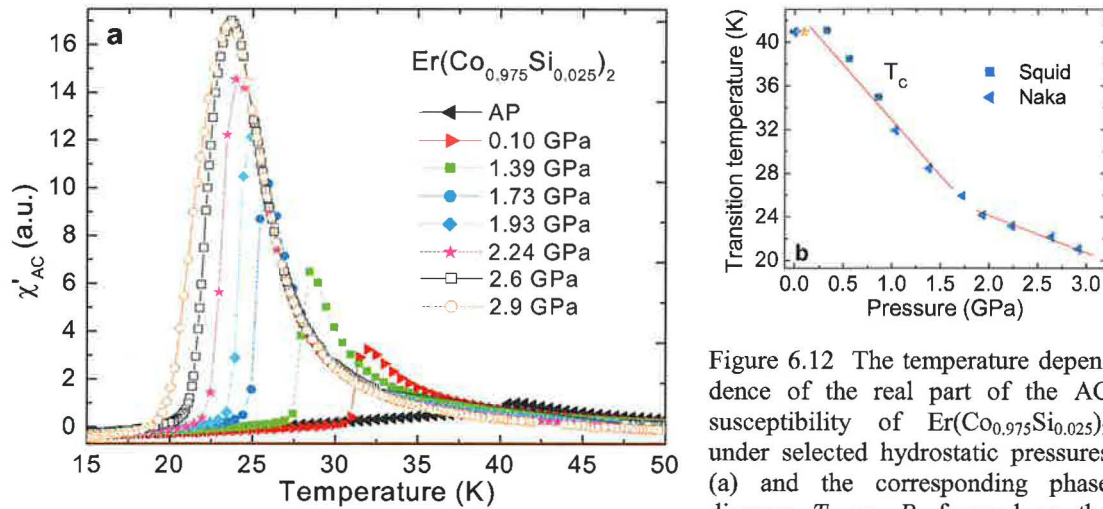 a
Er(Co0.975Si0.025)2
AP
0.10 GPa
1.39 GPa
1.73 GPa
1.93 GPa
2.24 GPa
2.6 GPa
2.9 GPa
χ'AC (a.u.)
16
14
12
10
8
6
4
2
0
15 20 25 30 35 40 45 50
Temperature (K)
Transition temperature (K)
40
36
32
28
24
20
TC
Squid
Naka
b
0.0 0.5 1.0 1.5 2.0 2.5 3.0
Pressure (GPa)
Figure 6.12 The temperature depen
dence of the real part of the AC
susceptibility of Er(Co0.975Si0.025)2
under selected hydrostatic pressures
(a) and the corresponding phase